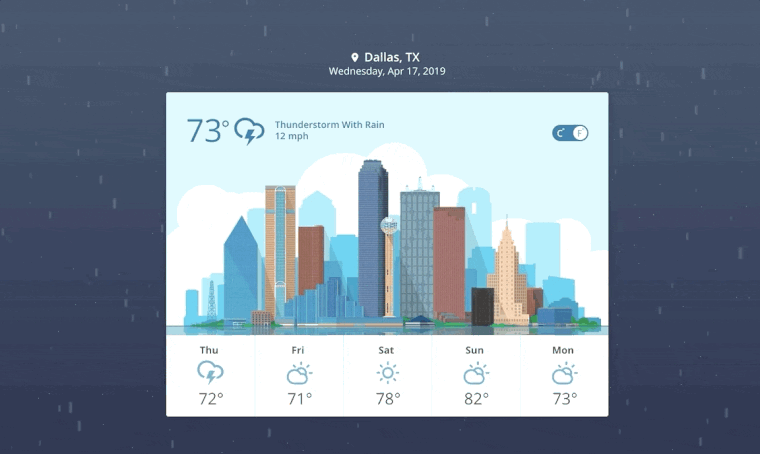 Dallas, TX
Wednesday, Apr 17, 2019
73°
Thunderstorm With Rain
12 mph
C° F°
Thu Fri Sat Sun Mon
72° 71° 78° 82° 73°